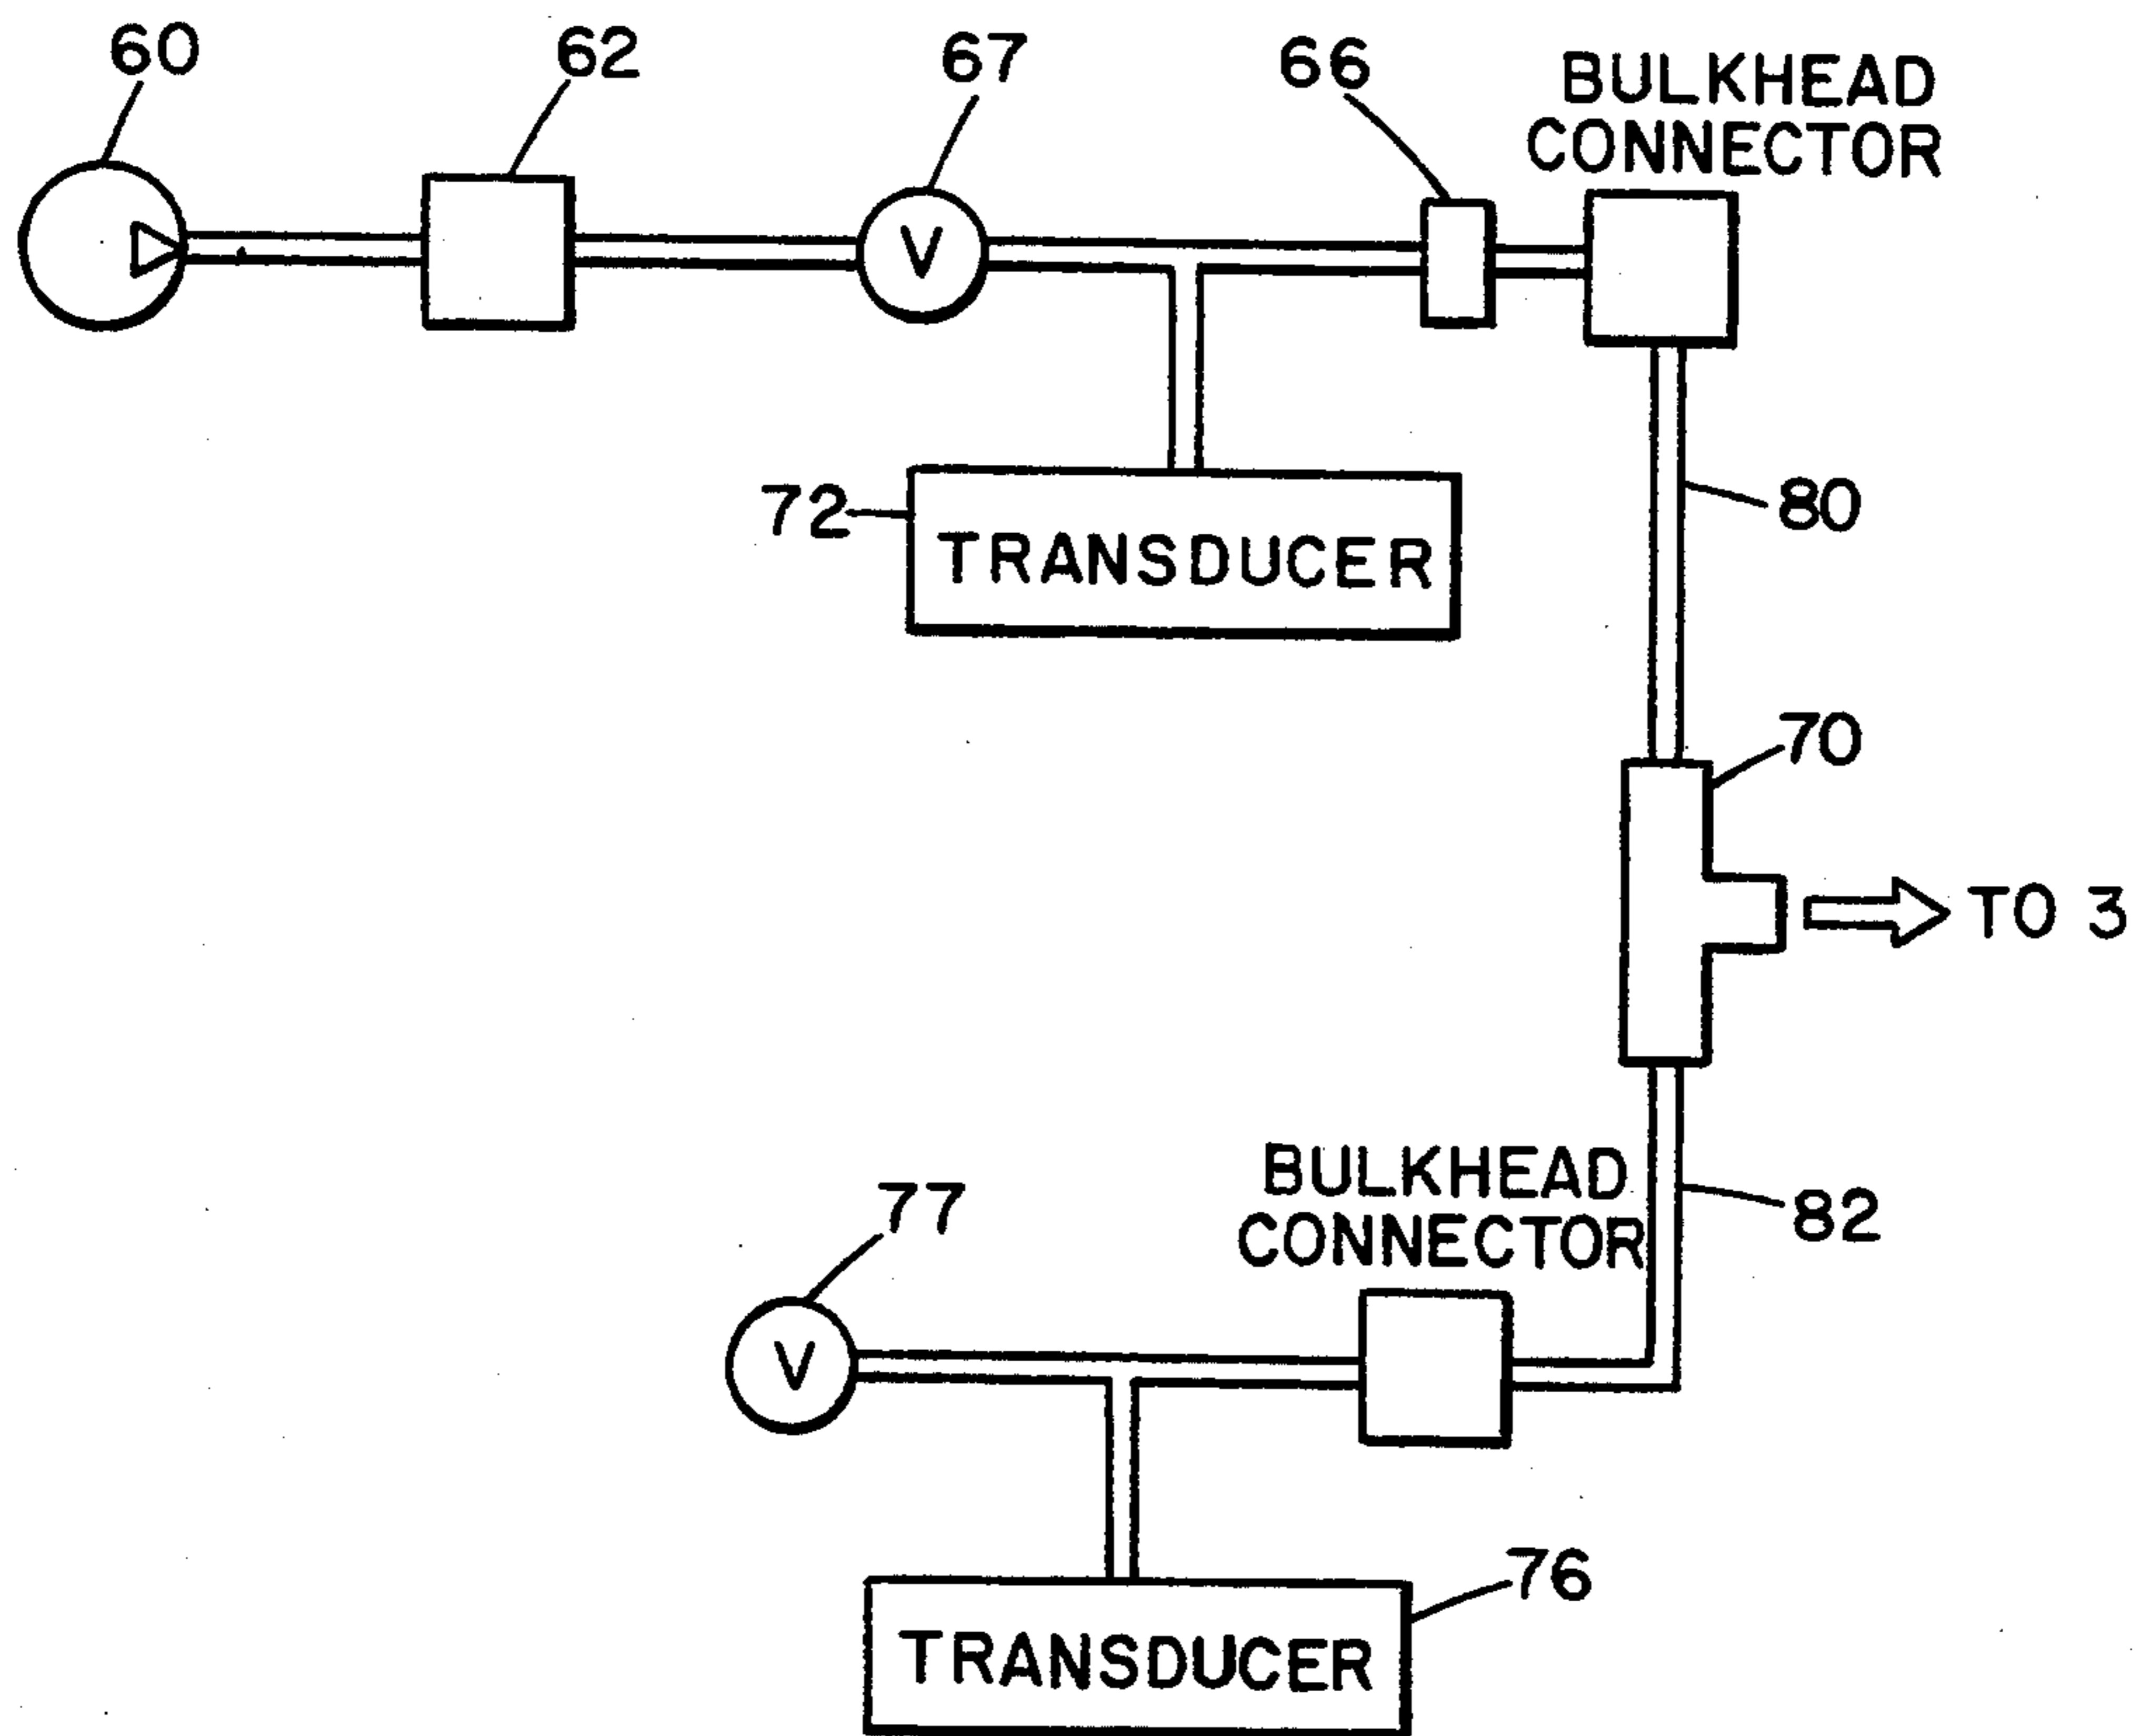 60
62
67
66
BULKHEAD
CONNECTOR
V
72
TRANSDUCER
80
70
TO 3
BULKHEAD
CONNECTOR
82
77
V
76
TRANSDUCER